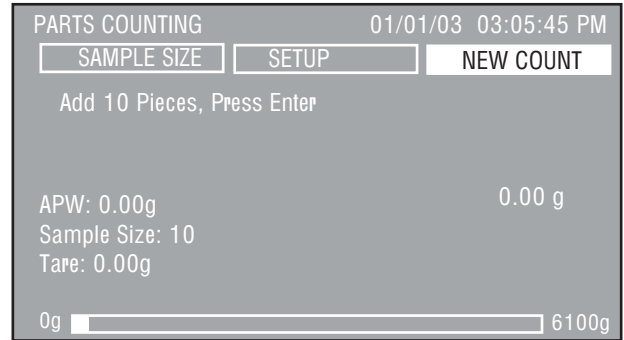 PARTS COUNTING 01/01/03 03:05:45 PM
SAMPLE SIZE SETUP NEW COUNT
Add 10 Pieces, Press Enter
0.00 g
APW: 0.00g
Sample Size: 10
Tare: 0.00g
0g 6100g